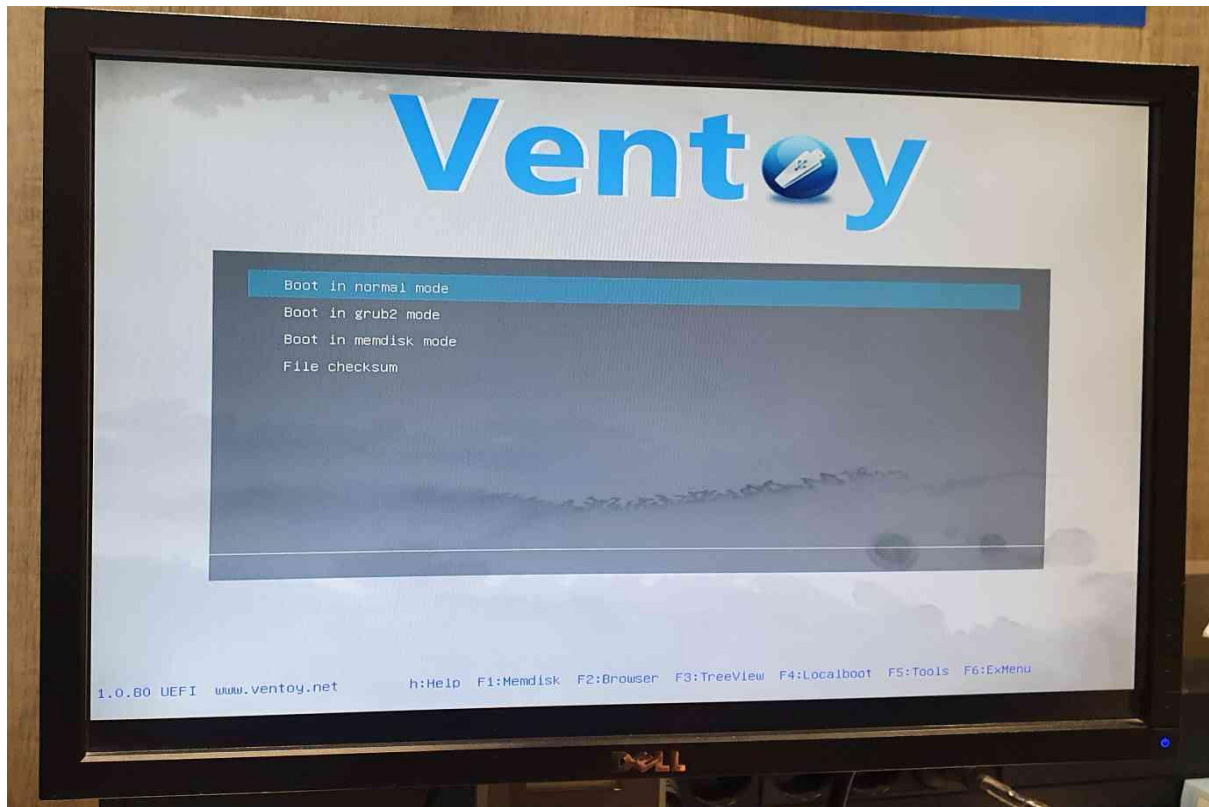 Ventoy
Boot in normal mode
Boot in grub2 mode
Boot in memdisk mode
File checksum
1.0.80 UEFI www.ventoy.net h:Help F1:Memdisk F2:Browser F3:TreeView F4:Localboot F5:Tools F6:ExMenu
DELL